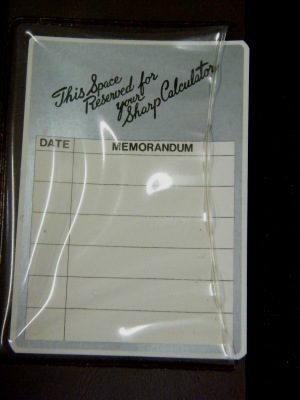 This Space
Reserved for
your
Sharp Calculator
DATE MEMORANDUM